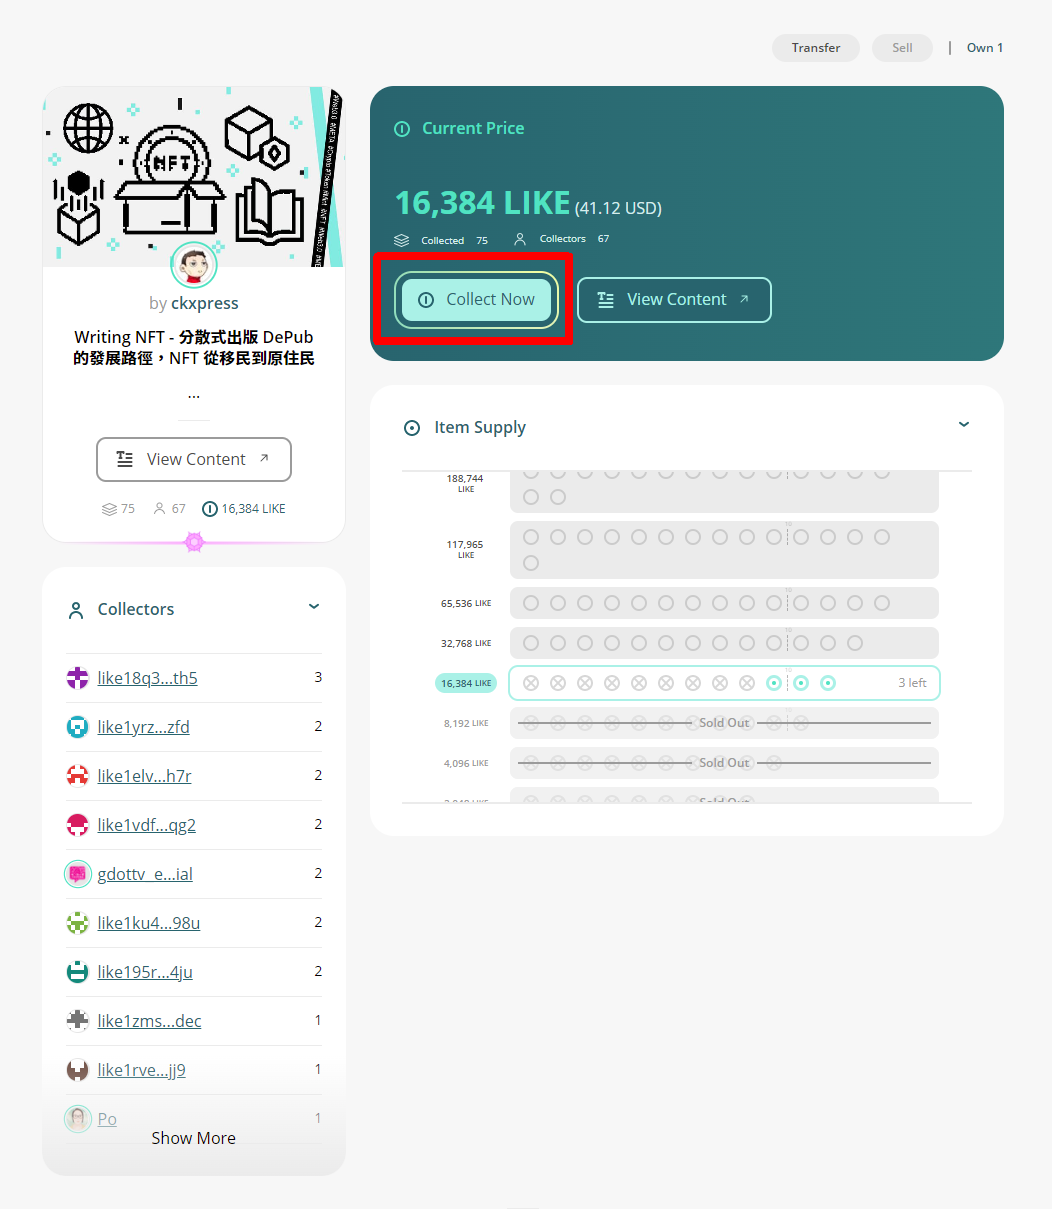 Transfer
Sell
Own 1
NFT
by ckxpress
Writing NFT - 分散式出版 DePub
的發展路徑，NFT 從移民到原住民
...
View Content
75
67
16,384 LIKE
Collectors
like18q3...th5 3
like1yrz...zfd 2
like1elv...h7r 2
like1vdf...qg2 2
gdottv_e...ial 2
like1ku4...98u 2
like195r...4ju 2
like1zms...dec 1
like1rve...jj9 1
Po 1
Show More
Current Price
16,384 LIKE (41.12 USD)
Collected 75 Collectors 67
Collect Now
View Content
Item Supply
188,744
LIKE
117,965
LIKE
65,536 LIKE
32,768 LIKE
16,384 LIKE 3 left
8,192 LIKE Sold Out
4,096 LIKE Sold Out
Sold Out